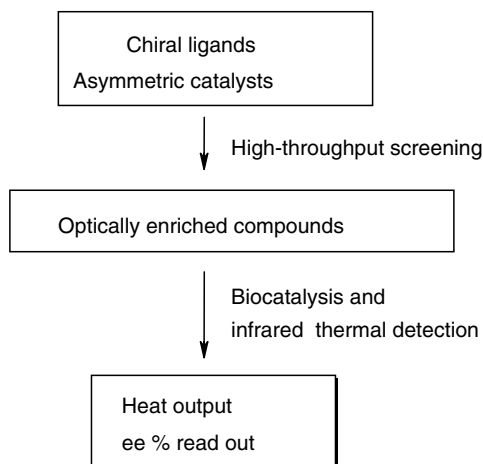 Chiral ligands
Asymmetric catalysts
High-throughput screening
Optically enriched compounds
Biocatalysis and
infrared thermal detection
Heat output
ee % read out